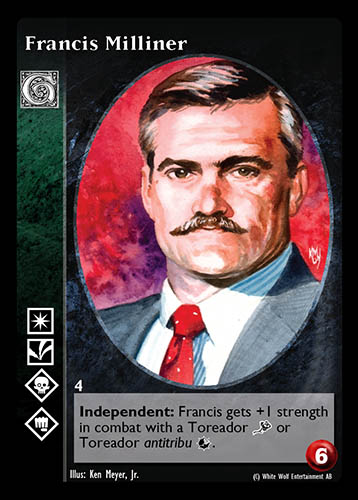 Francis Milliner
4
Independent: Francis gets +1 strength
in combat with a Toreador or
Toreador antitribu .
6
Illus: Ken Meyer, Jr.
(C) White Wolf Entertainment AB